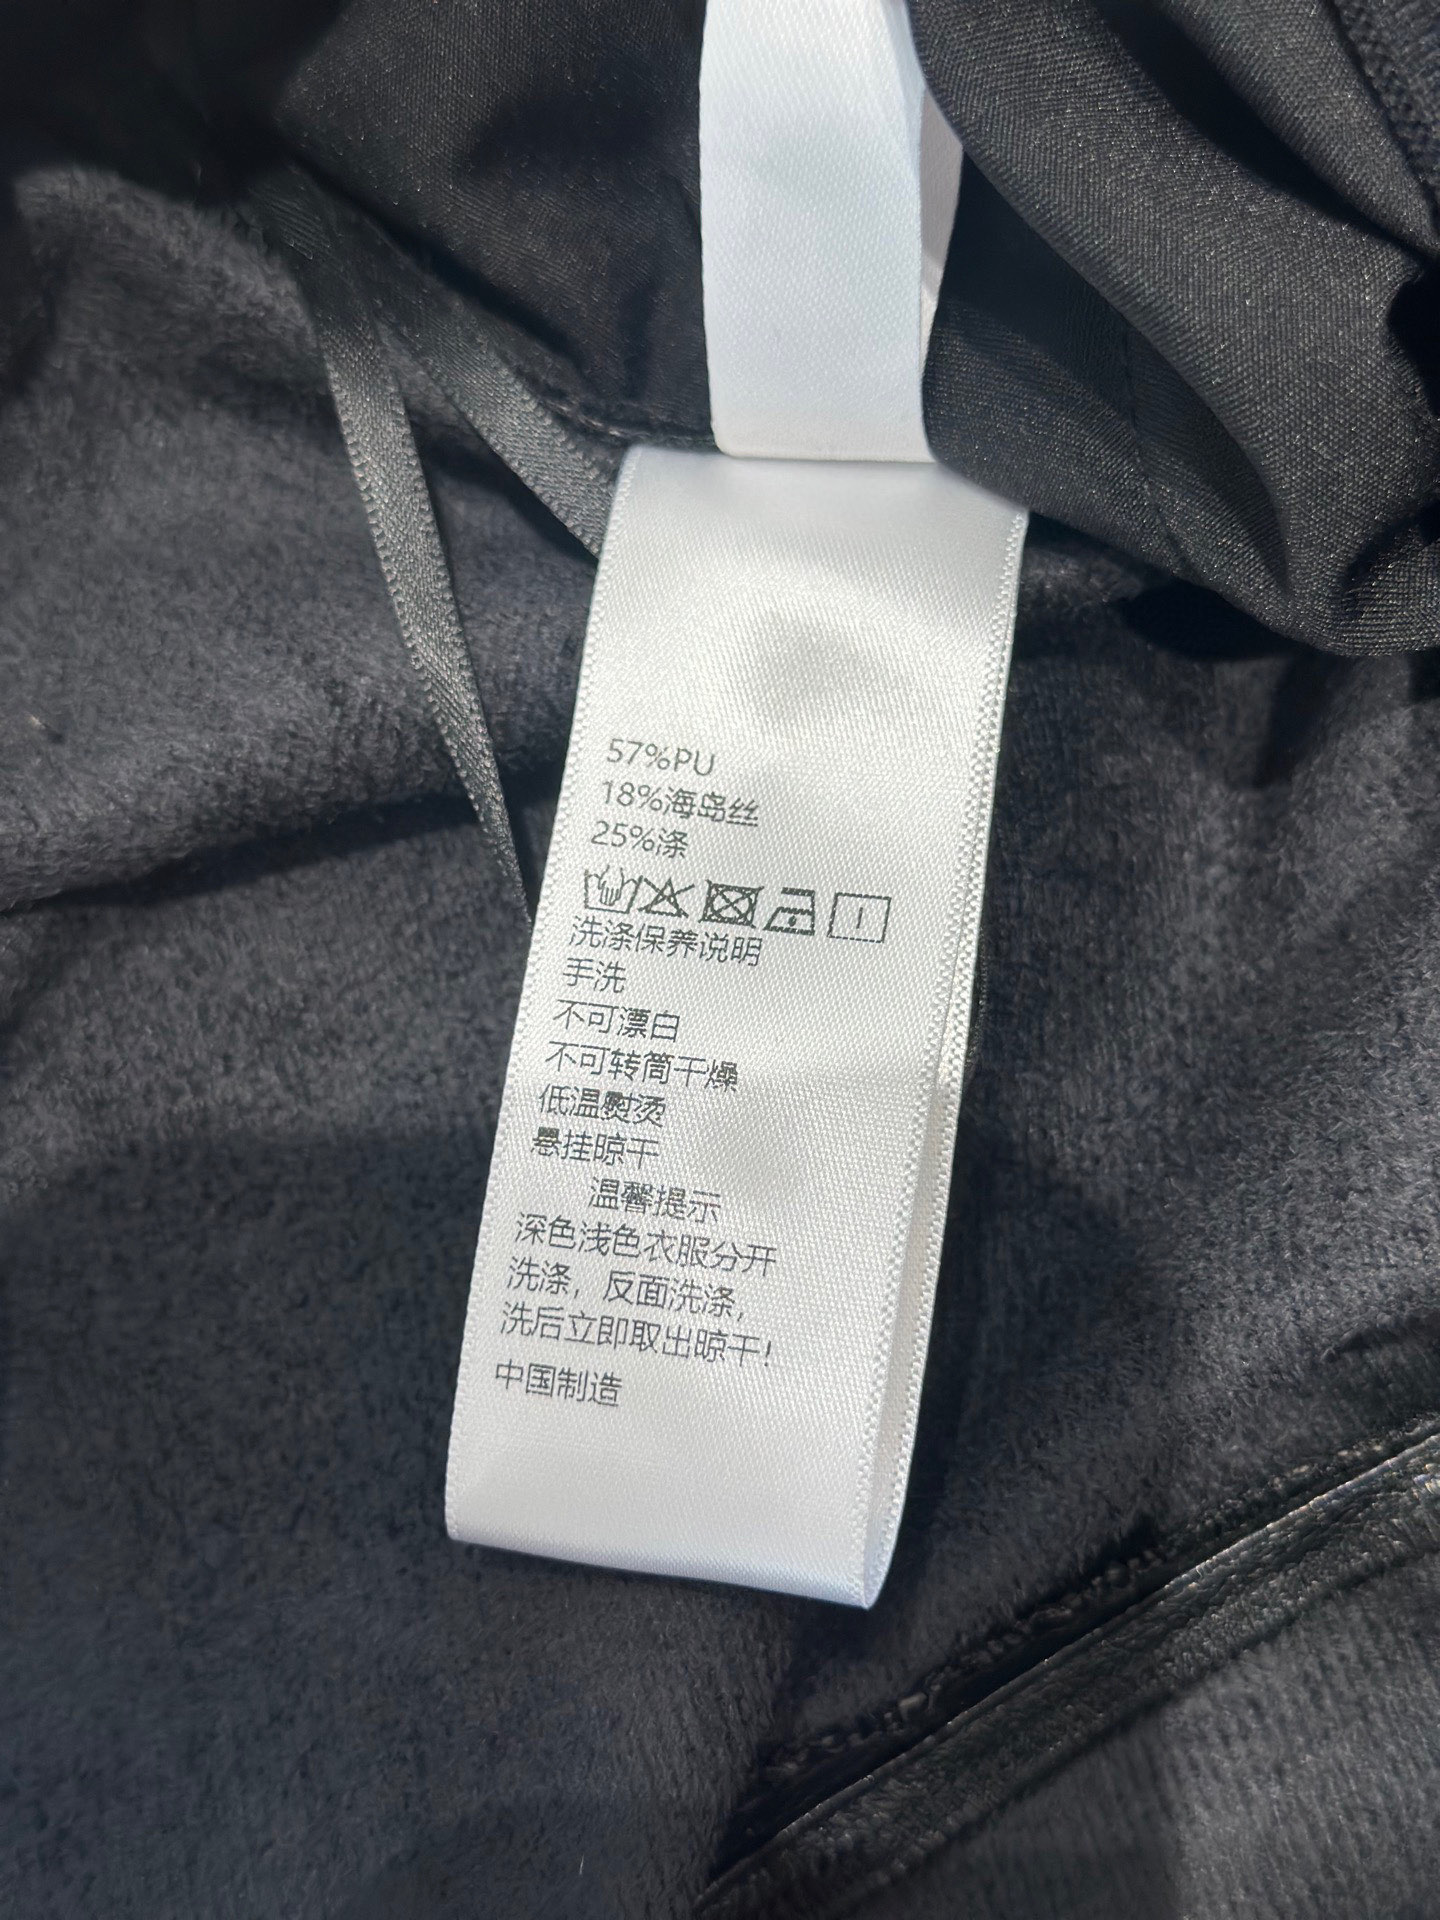 57%PU
18%海岛丝
25%涤
洗涤保养说明
手洗
不可漂白
不可转筒干燥
低温熨烫
悬挂晾干
温馨提示
深色浅色衣服分开
洗涤，反面洗涤，
洗后立即取出晾干！
中国制造